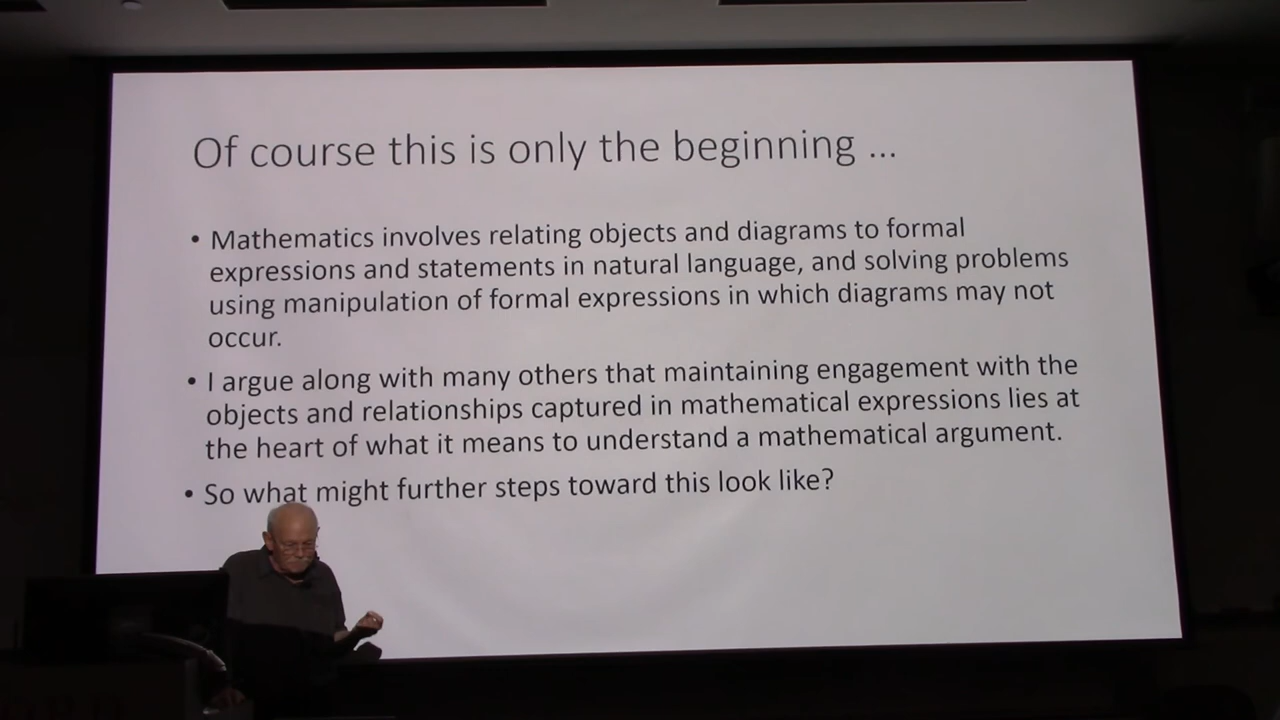 Of course this is only the beginning ...
• Mathematics involves relating objects and diagrams to formal
expressions and statements in natural language, and solving problems
using manipulation of formal expressions in which diagrams may not
occur.
• I argue along with many others that maintaining engagement with the
objects and relationships captured in mathematical expressions lies at
the heart of what it means to understand a mathematical argument.
• So what might further steps toward this look like?